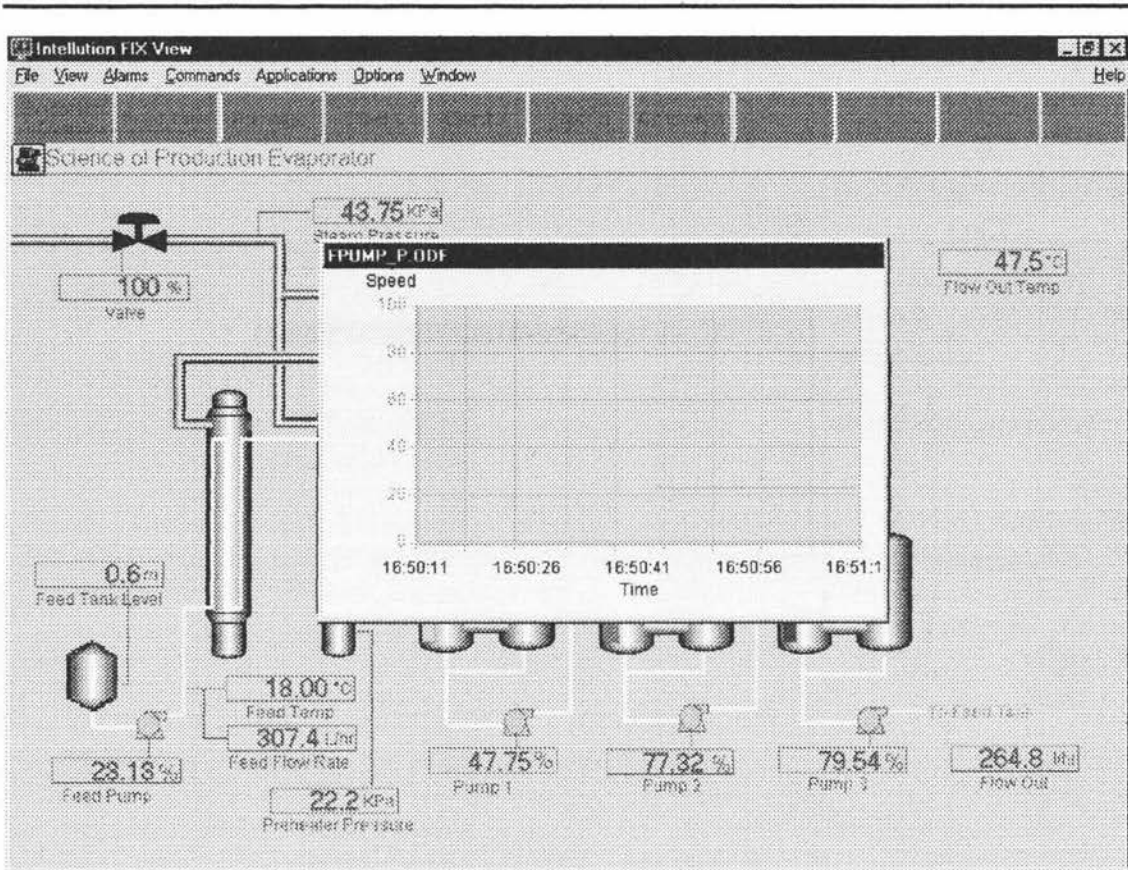 Intellution FIX View
File View Alarms Commands Applications Options Window Help
Science of Production Evaporator
43.75 KPa
Steam Pressure
FPUMP_P.ODF
47.5 °C
Flow Out Temp
100 %
Valve
Speed
100
80
60
40
20
0
16:50:11 16:50:26 16:50:41 16:50:56 16:51:1
Time
0.6 m
Feed Tank Level
18.00 °C
Feed Temp
307.4 L/hr
Feed Flow Rate
To Feed Tank
23.13 %
Feed Pump
47.75 %
Pump 1
77.32 %
Pump 2
79.54 %
Pump 3
264.8
Flow Out
22.2 KPa
Preheater Pressure